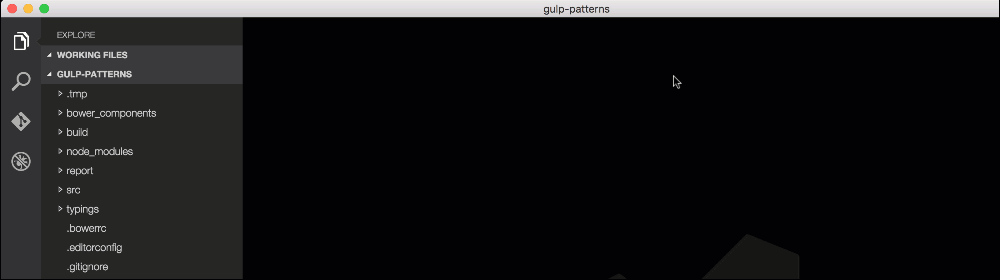 gulp-patterns
EXPLORE
WORKING FILES
GULP-PATTERNS
.tmp
bower_components
build
node_modules
report
src
typings
.bowerrc
.editorconfig
.gitignore